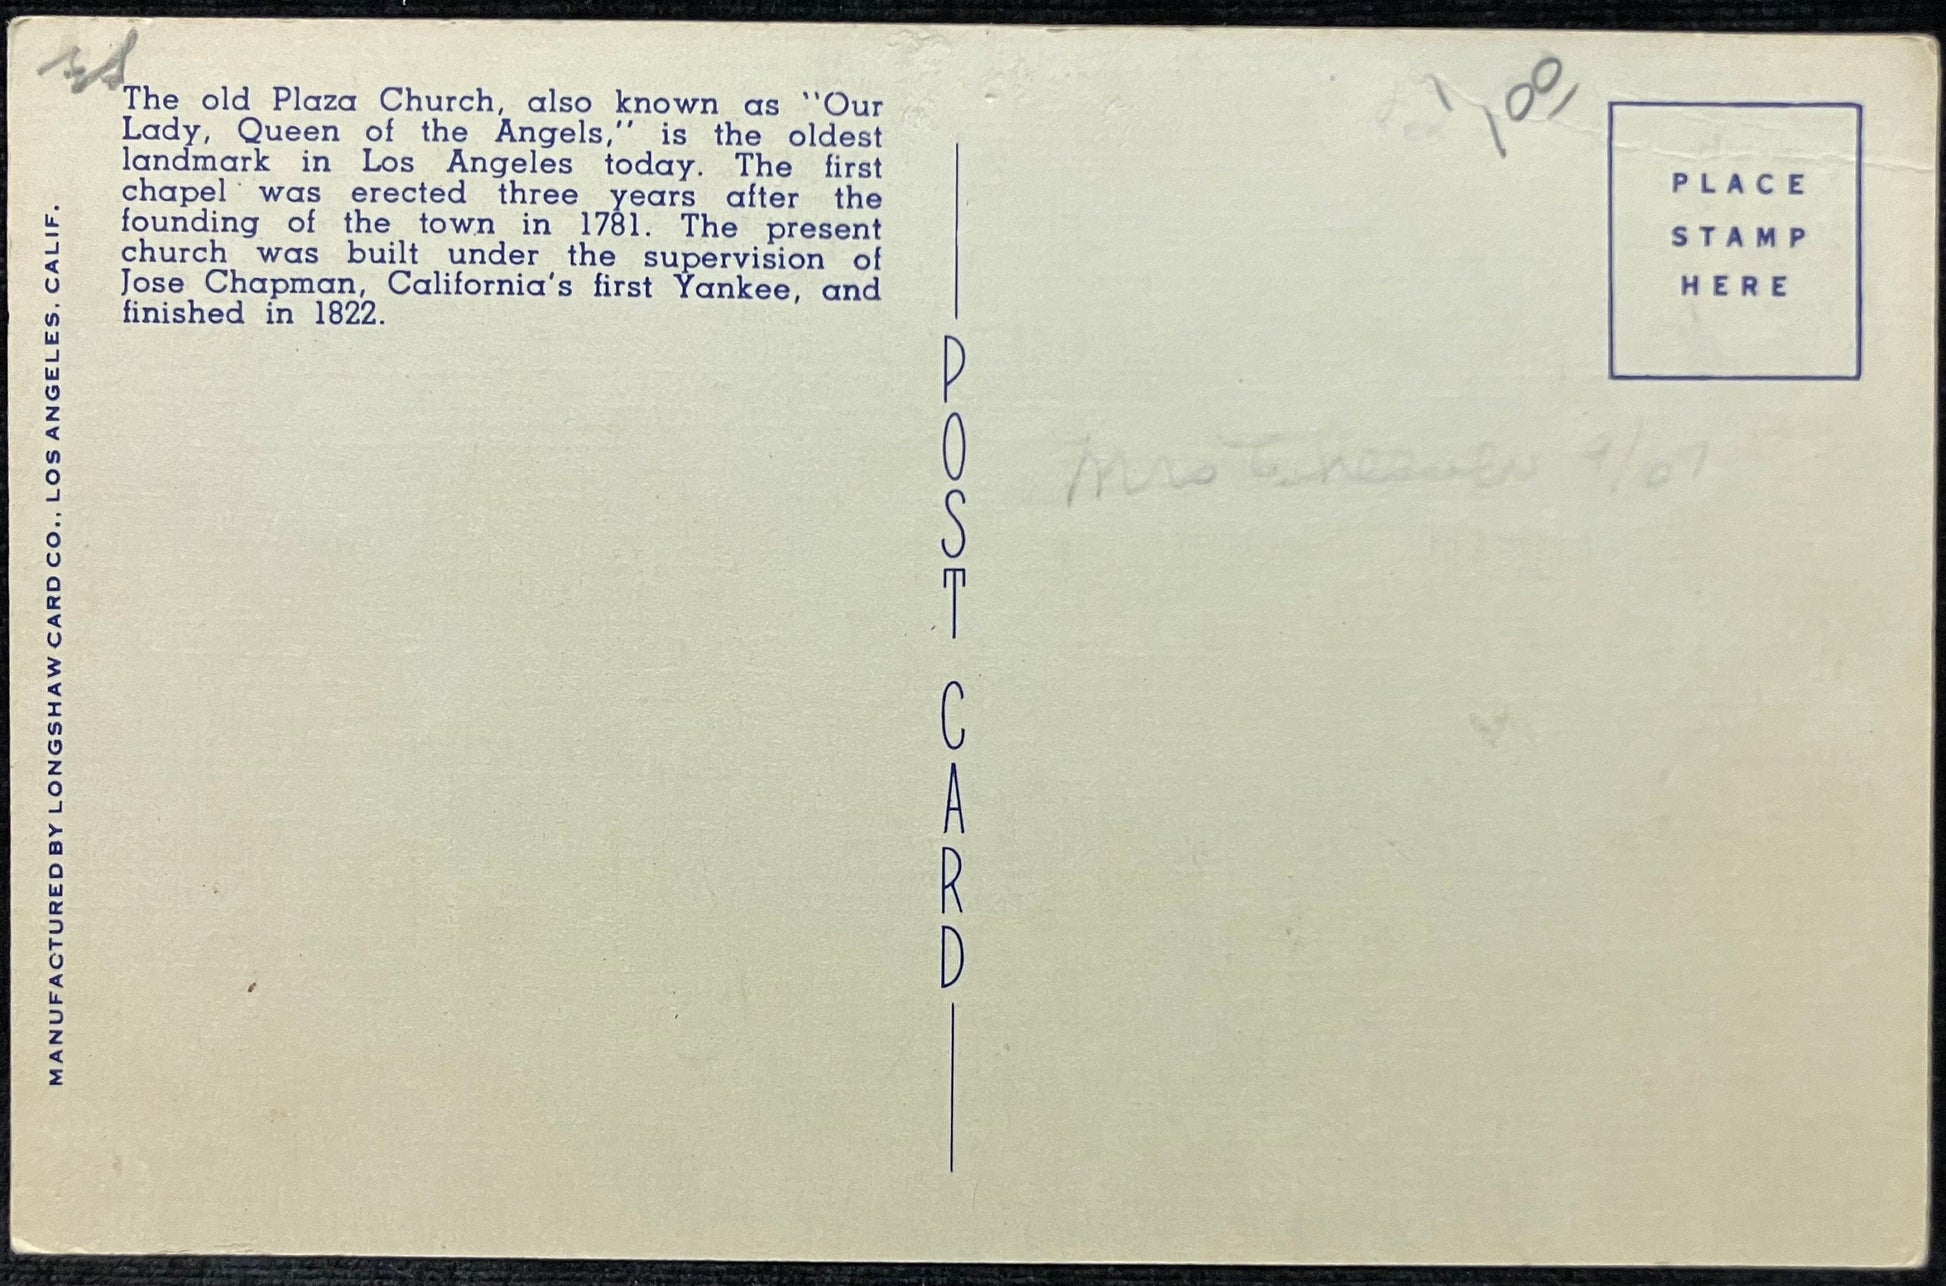 The old Plaza Church, also known as "Our
Lady, Queen of the Angels," is the oldest
landmark in Los Angeles today. The first
chapel was erected three years after the
founding of the town in 1781. The present
church was built under the supervision of
Jose Chapman, California's first Yankee, and
finished in 1822.
MANUFACTURED BY LONGSHAW CARD CO., LOS ANGELES, CALIF.
POST CARD
1.00
PLACE
STAMP
HERE